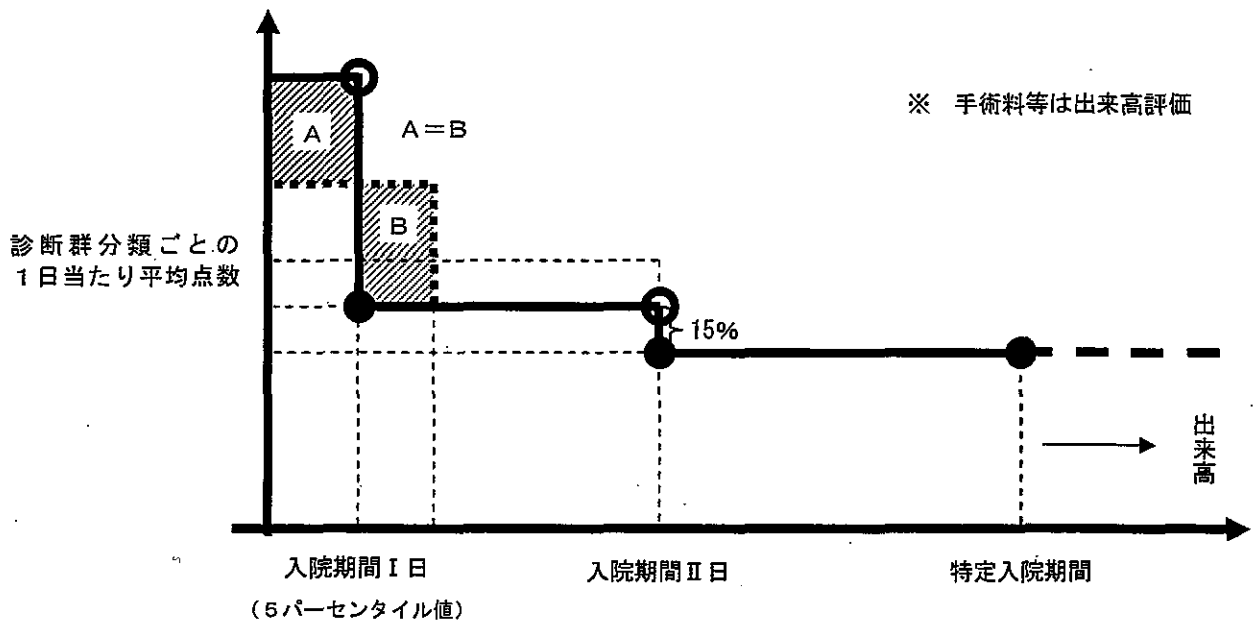 ※ 手術料等は出来高評価
A
A=B
B
診断群分類ごとの
1日当たり平均点数
15%
出来高
入院期間Ⅰ日
入院期間Ⅱ日
特定入院期間
(5パーセンタイル値)